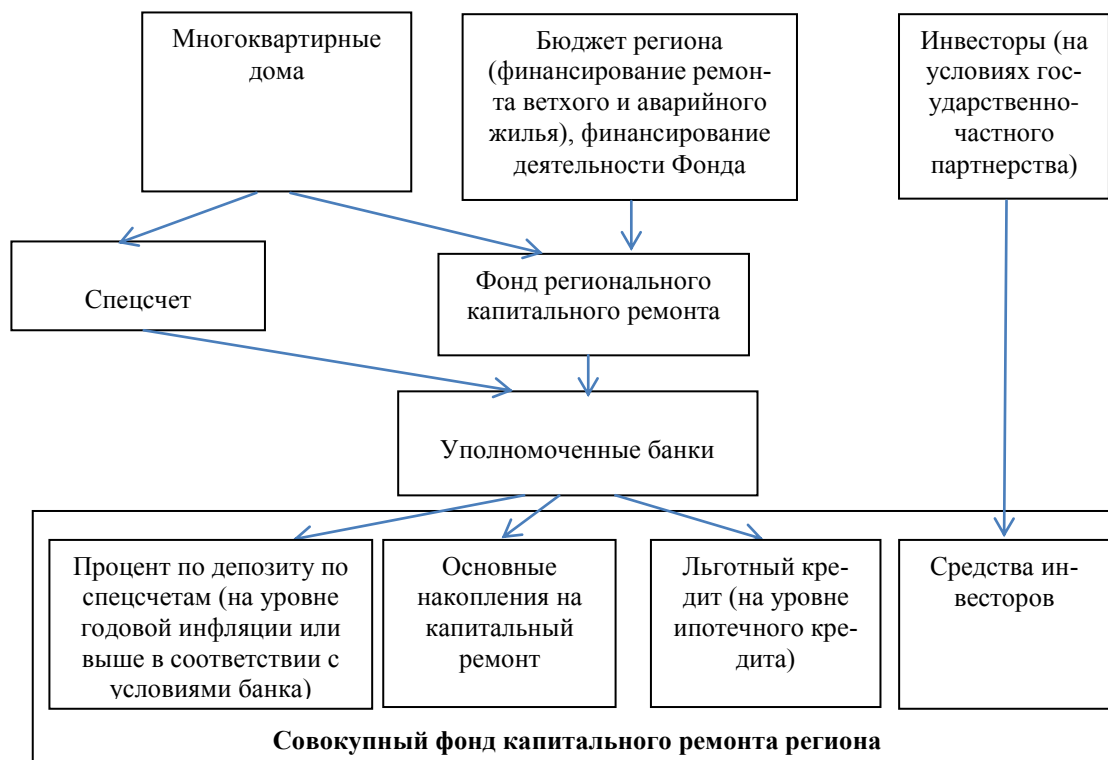 Многоквартирные
дома
Бюджет региона
(финансирование ремон-
та ветхого и аварийного
жилья), финансирование
деятельности Фонда
Инвесторы (на
условиях гос-
ударственно-
частного
партнерства)
Спецсчет
Фонд регионального
капитального ремонта
Уполномоченные банки
Процент по депозиту по
спецсчетам (на уровне
годовой инфляции или
выше в соответствии с
условиями банка)
Основные
накопления на
капитальный
ремонт
Льготный кре-
дит (на уровне
ипотечного кре-
дита)
Средства ин-
весторов
Совокупный фонд капитального ремонта региона